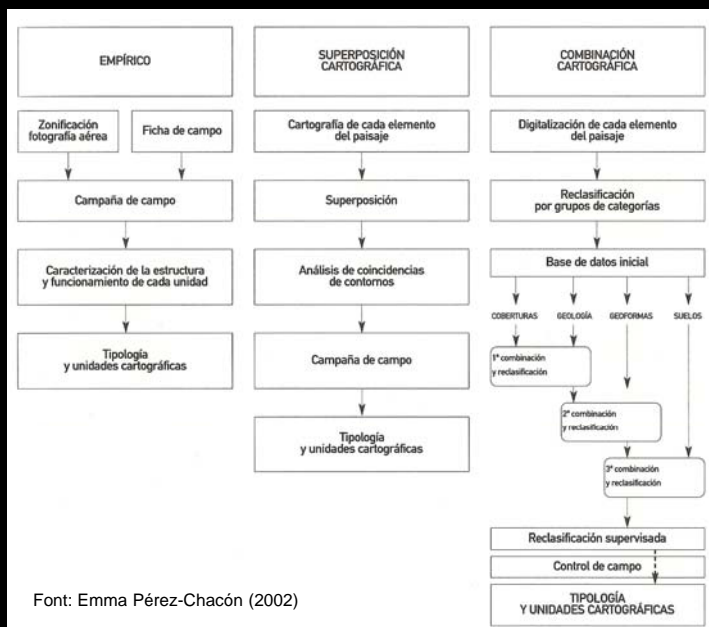 EMPÍRICO
Zonificación
fotografía aérea
Ficha de campo
Campaña de campo
Caracterización de la estructura
y funcionamiento de cada unidad
Tipología
y unidades cartográficas
SUPERPOSICIÓN
CARTOGRÁFICA
Cartografía de cada elemento
del paisaje
Superposición
Análisis de coincidencias
de contornos
Campaña de campo
Tipología
y unidades cartográficas
COMBINACIÓN
CARTOGRÁFICA
Digitalización de cada elemento
del paisaje
Reclasificación
por grupos de categorías
Base de datos inicial
COBERTURAS GEOLOGÍA GEOFORMAS SUELOS
1ª combinación
y reclasificación
2ª combinación
y reclasificación
3ª combinación
y reclasificación
Reclasificación supervisada
Control de campo
TIPOLOGÍA
Y UNIDADES CARTOGRÁFICAS
Font: Emma Pérez-Chacón (2002)